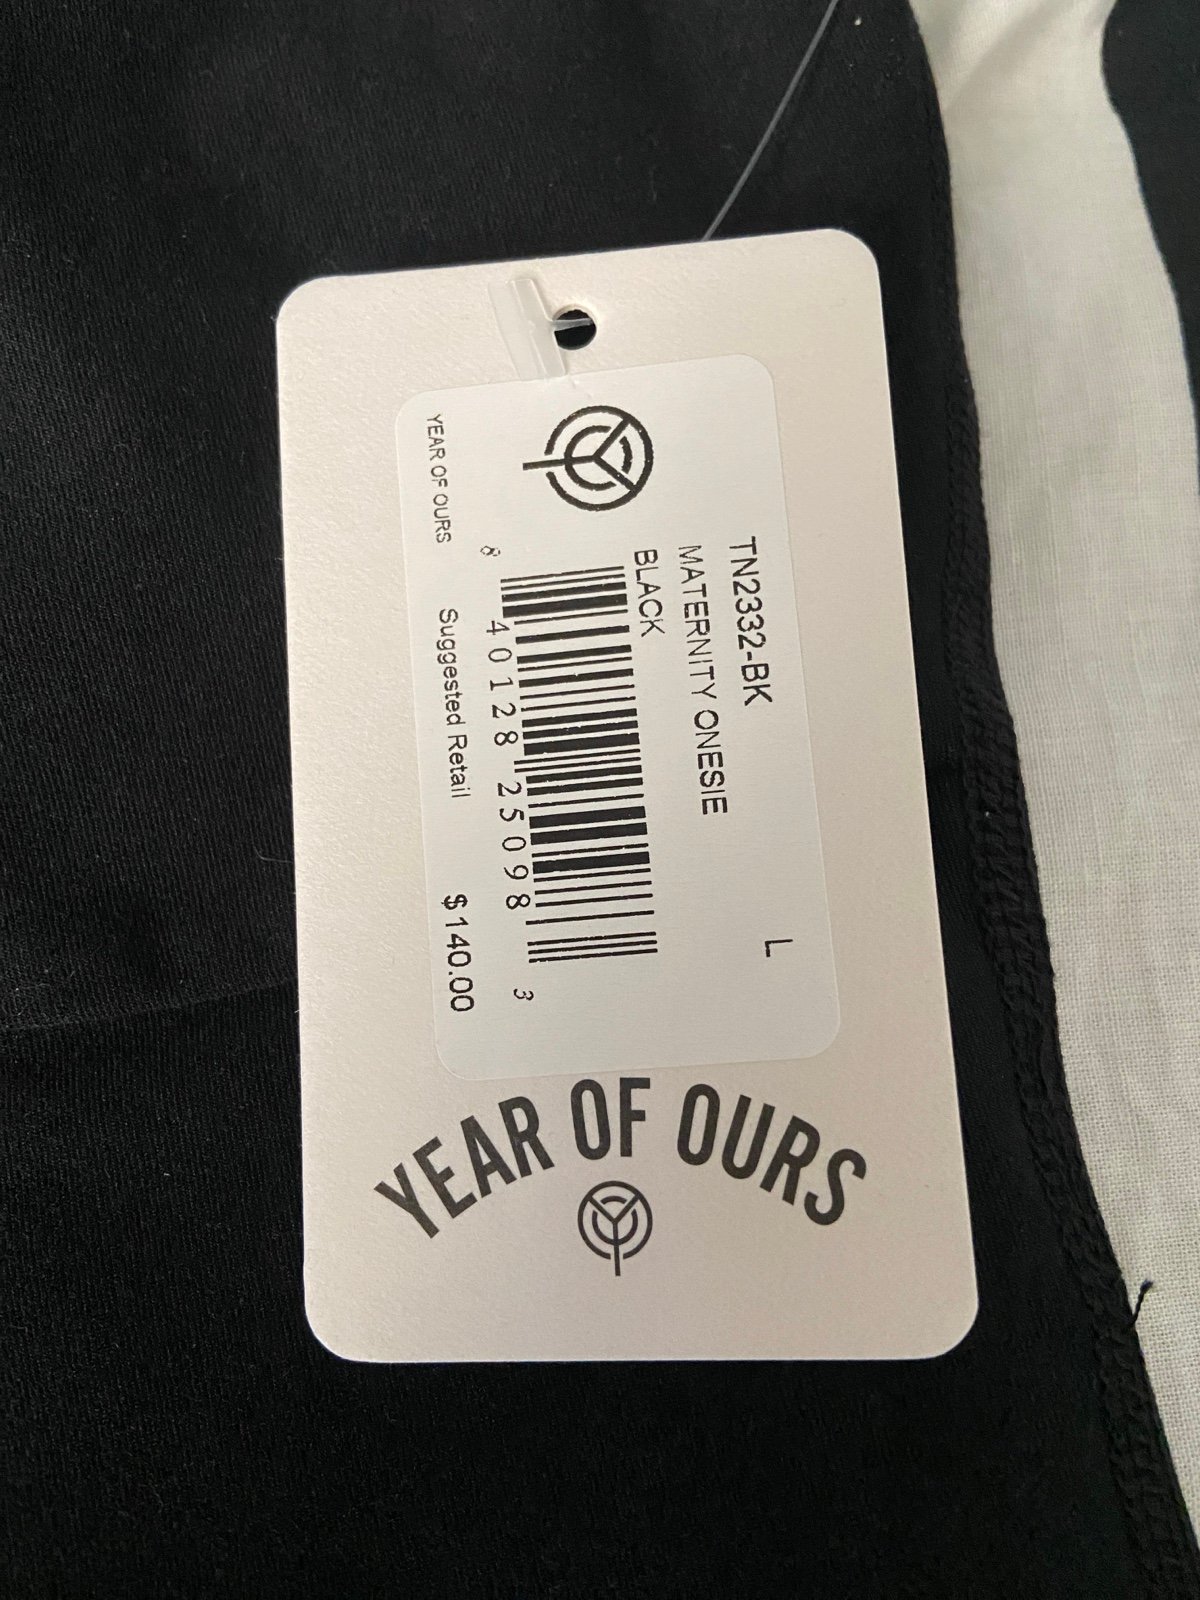 TN2332-BK L
MATERNITY ONESIE
BLACK
8 40128 25098 3
YEAR OF OURS Suggested Retail $140.00
YEAR OF OURS